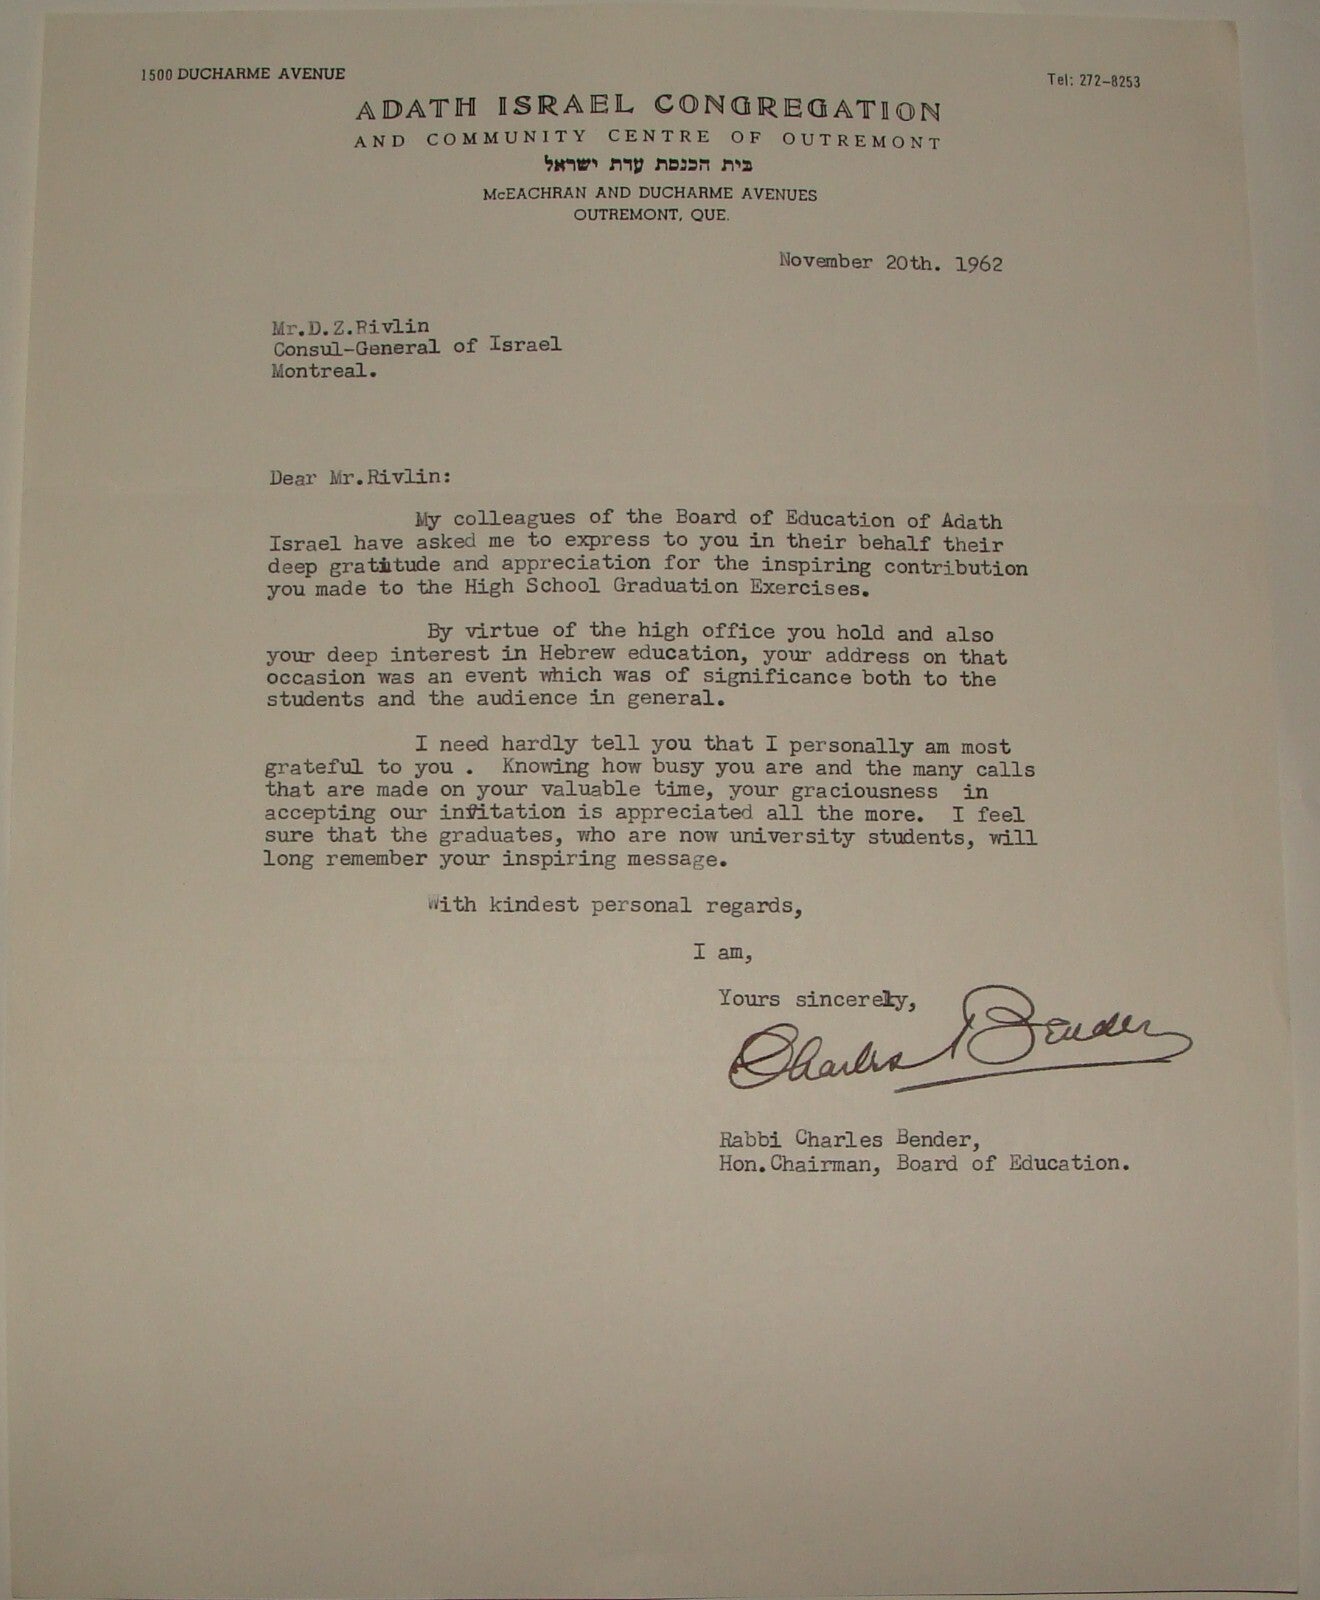 1500 DUCHARME AVENUE
Tel: 272-8253
ADATH ISRAEL CONGREGATION
AND COMMUNITY CENTRE OF OUTREMONT
בית הכנסת עדת ישראל
McEACHRAN AND DUCHARME AVENUES
OUTREMONT, QUE.
November 20th. 1962
Mr.D.Z.Rivlin
Consul-General of Israel
Montreal.
Dear Mr.Rivlin:
My colleagues of the Board of Education of Adath
Israel have asked me to express to you in their behalf their
deep gratitude and appreciation for the inspiring contribution
you made to the High School Graduation Exercises.
By virtue of the high office you hold and also
your deep interest in Hebrew education, your address on that
occasion was an event which was of significance both to the
students and the audience in general.
I need hardly tell you that I personally am most
grateful to you . Knowing how busy you are and the many calls
that are made on your valuable time, your graciousness in
accepting our invitation is appreciated all the more. I feel
sure that the graduates, who are now university students, will
long remember your inspiring message.
With kindest personal regards,
I am,
Yours sincerely,
Charles Bender
Rabbi Charles Bender,
Hon.Chairman, Board of Education.